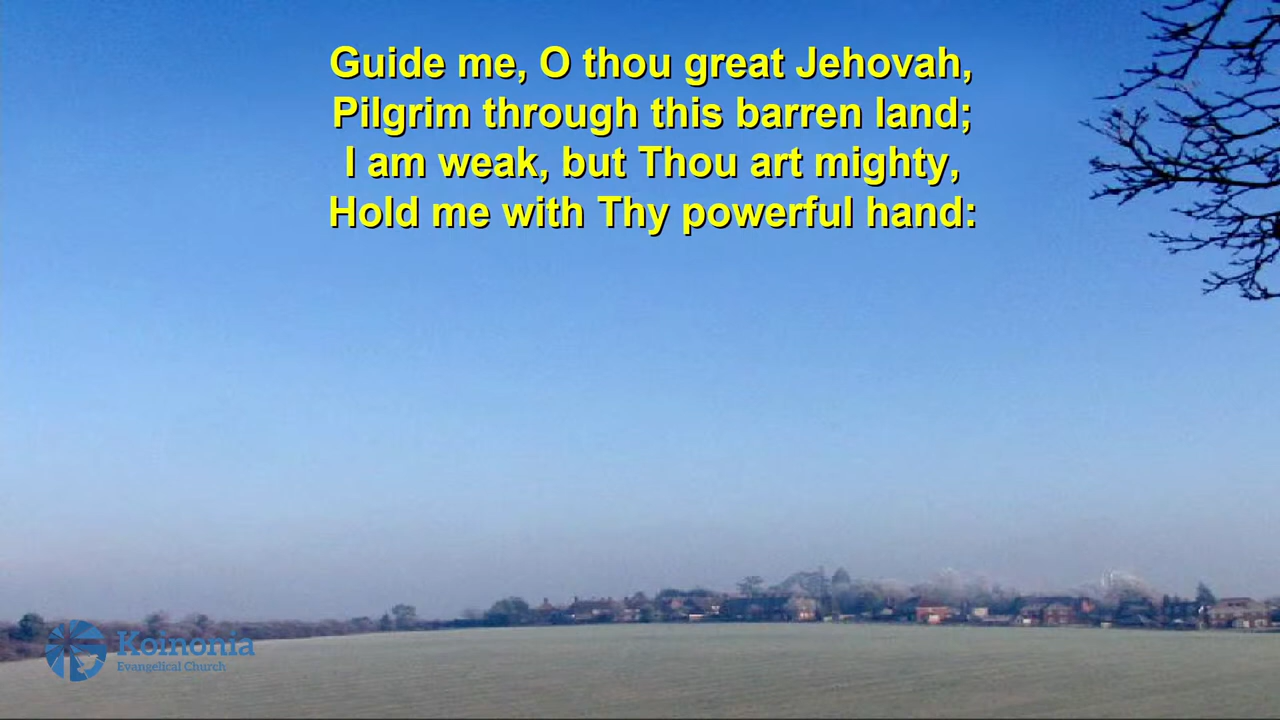 Guide me, O thou great Jehovah,
Pilgrim through this barren land;
I am weak, but Thou art mighty,
Hold me with Thy powerful hand:
Koinonia
Evangelical Church